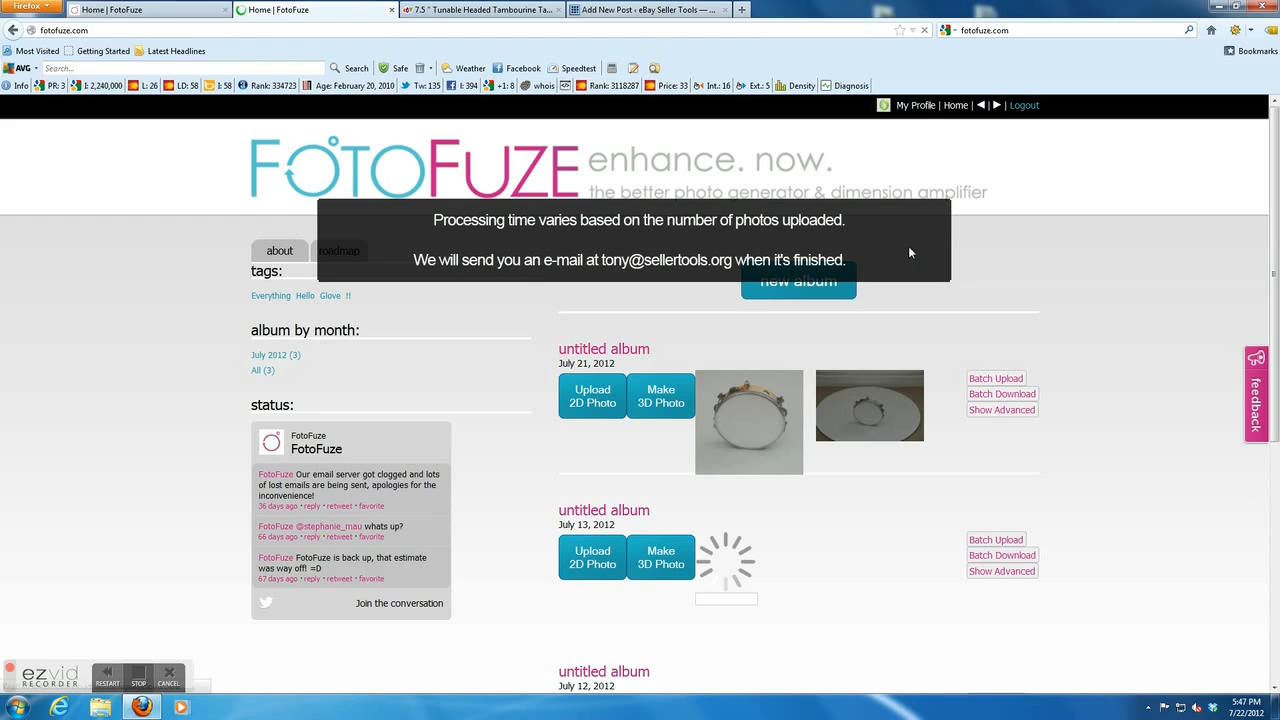 Firefox
Home | FotoFuze
Home | FotoFuze
7.5 " Tunable Headed Tambourine Ta...
Add New Post ‹ eBay Seller Tools —...
fotofuze.com
fotofuze.com
Most Visited
Getting Started
Latest Headlines
Bookmarks
AVG
Search...
Search
Safe
Weather
Facebook
Speedtest
Info
PR: 3
I: 2,240,000
L: 26
LD: 58
I: 58
Rank: 334723
Age: February 20, 2010
Tw: 135
I: 394
+1: 8
whois
Rank: 3118287
Price: 33
Int.: 16
Ext.: 5
Density
Diagnosis
My Profile | Home | ◀ | ▶ | Logout
FOTOFUZE enhance. now.
the better photo generator & dimension amplifier
Processing time varies based on the number of photos uploaded.
We will send you an e-mail at tony@sellertools.org when it's finished.
about
roadmap
new album
tags:
Everything Hello Glove !!
album by month:
July 2012 (3)
All (3)
status:
FotoFuze
FotoFuze
FotoFuze Our email server got clogged and lots
of lost emails are being sent, apologies for the
inconvenience!
36 days ago · reply · retweet · favorite
FotoFuze @stephanie_mau whats up?
66 days ago · reply · retweet · favorite
FotoFuze FotoFuze is back up, that estimate
was way off! =D
67 days ago · reply · retweet · favorite
Join the conversation
untitled album
July 21, 2012
Upload
2D Photo
Make
3D Photo
Batch Upload
Batch Download
Show Advanced
untitled album
July 13, 2012
Upload
2D Photo
Make
3D Photo
Batch Upload
Batch Download
Show Advanced
untitled album
July 12, 2012
feedback
ezvid
RECORDER
RESTART
STOP
CANCEL
5:47 PM
7/22/2012